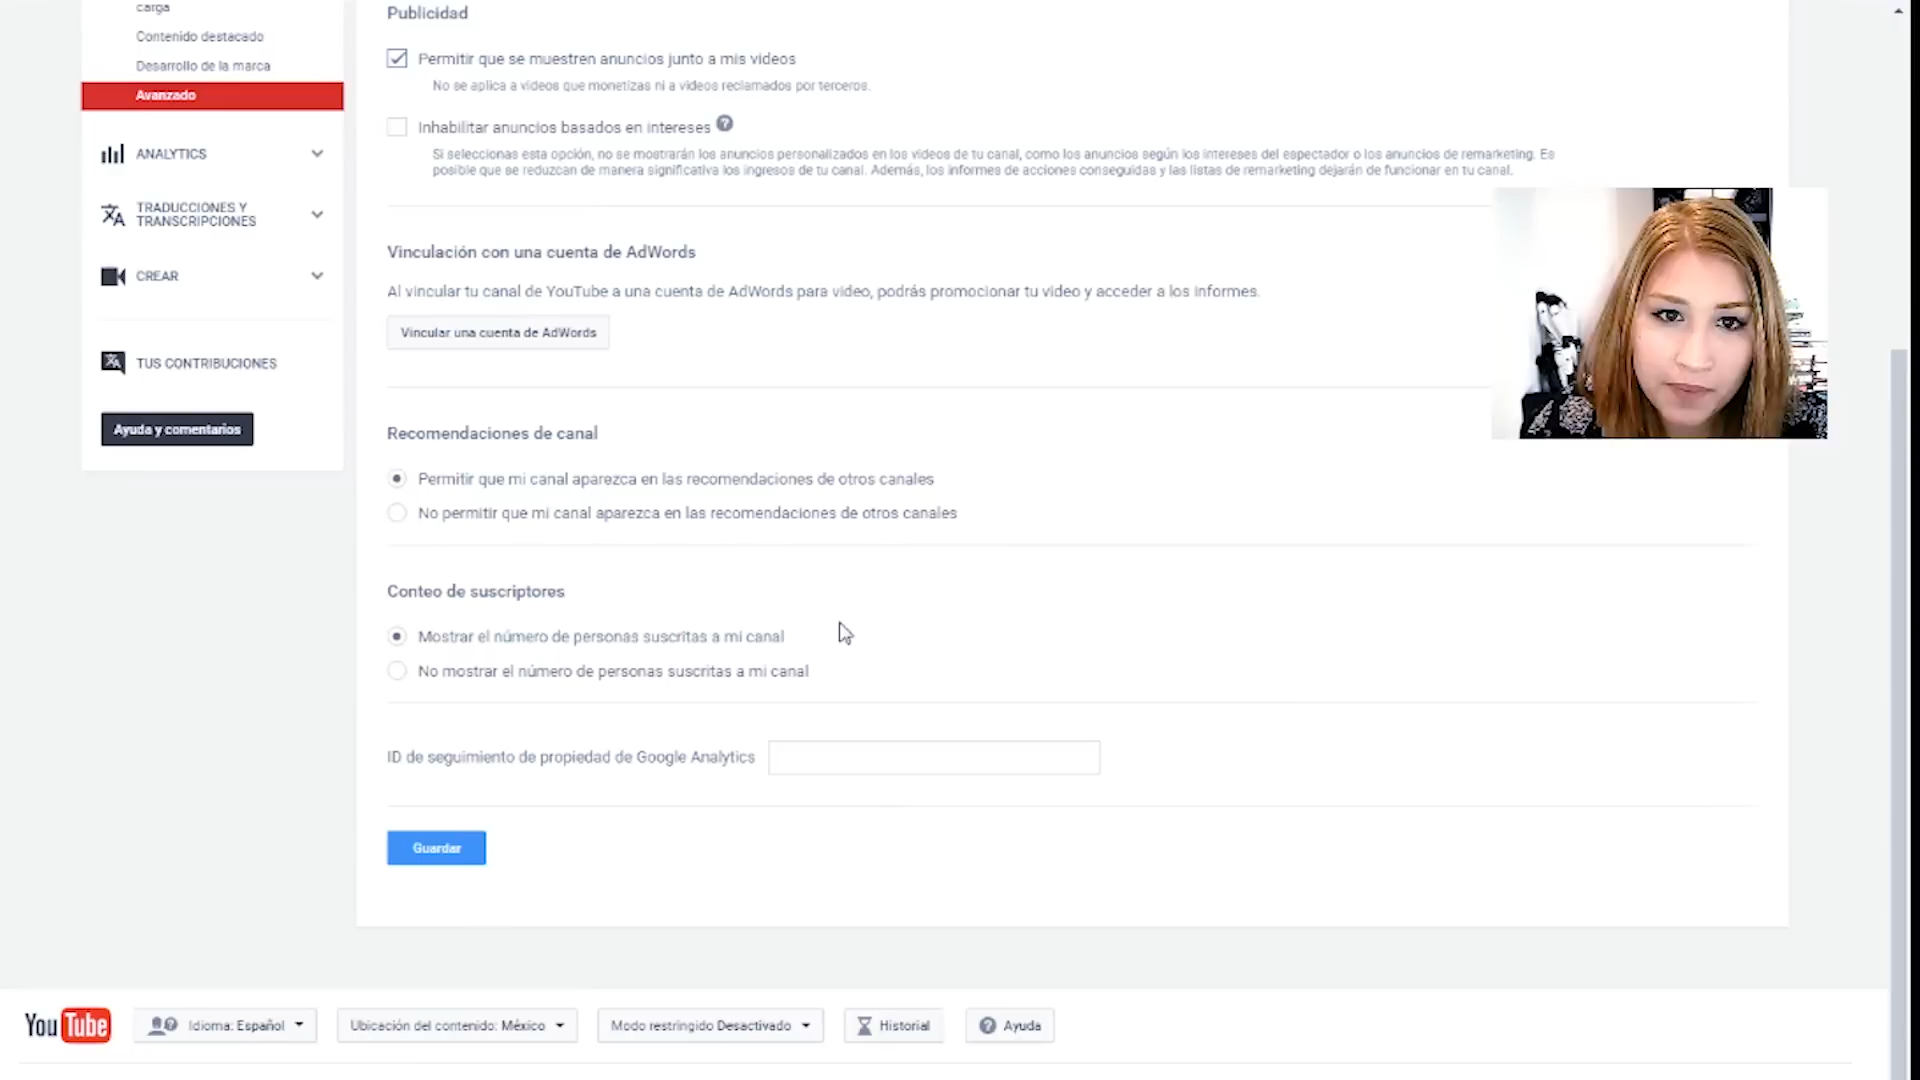 carga
Contenido destacado
Desarrollo de la marca
Avanzado
ANALYTICS
TRADUCCIONES Y
TRANSCRIPCIONES
CREAR
TUS CONTRIBUCIONES
Ayuda y comentarios
Publicidad
Permitir que se muestren anuncios junto a mis videos
No se aplica a videos que monetizas ni a videos reclamados por terceros.
Inhabilitar anuncios basados en intereses ?
Si seleccionas esta opción, no se mostrarán los anuncios personalizados en los videos de tu canal, como los anuncios según los intereses del espectador o los anuncios de remarketing. Es
posible que se reduzcan de manera significativa los ingresos de tu canal. Además, los informes de acciones conseguidas y las listas de remarketing dejarán de funcionar en tu canal.
Vinculación con una cuenta de AdWords
Al vincular tu canal de YouTube a una cuenta de AdWords para video, podrás promocionar tu video y acceder a los informes.
Vincular una cuenta de AdWords
Recomendaciones de canal
Permitir que mi canal aparezca en las recomendaciones de otros canales
No permitir que mi canal aparezca en las recomendaciones de otros canales
Conteo de suscriptores
Mostrar el número de personas suscritas a mi canal
No mostrar el número de personas suscritas a mi canal
ID de seguimiento de propiedad de Google Analytics
Guardar
YouTube
Idioma: Español
Ubicación del contenido: México
Modo restringido Desactivado
Historial
? Ayuda